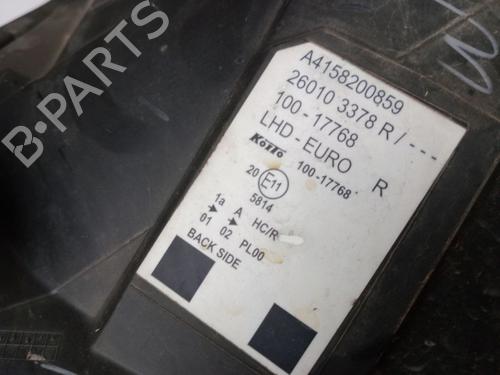 B-PARTS
A4158200859
26010 3378 R / ---
100 - 17768
LHD - EURO R
Koito 100-17768
20 E11 5814
1a A HC/R
01 02 PL00
BACK SIDE